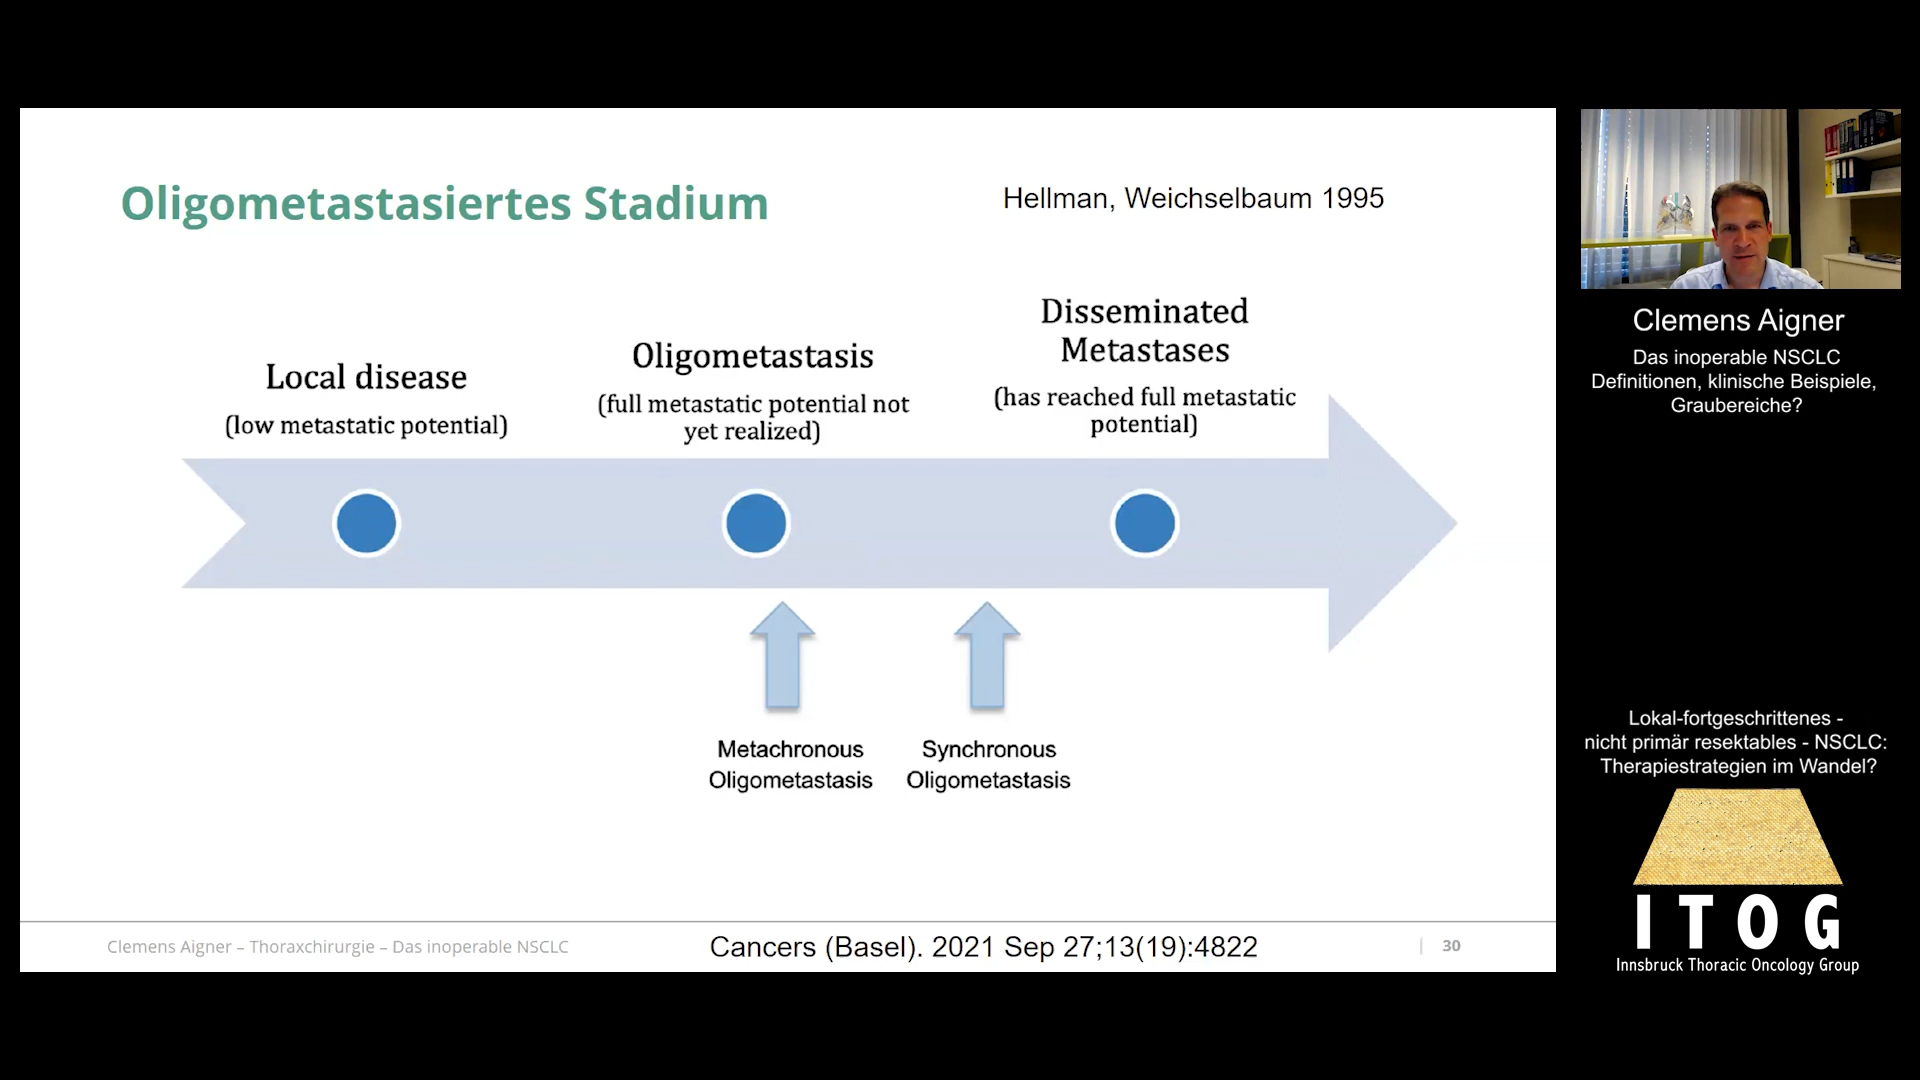 Oligometastasiertes Stadium
Hellman, Weichselbaum 1995
Local disease
(low metastatic potential)
Oligometastasis
(full metastatic potential not
yet realized)
Disseminated
Metastases
(has reached full metastatic
potential)
Metachronous
Oligometastasis
Synchronous
Oligometastasis
Clemens Aigner – Thoraxchirurgie – Das inoperable NSCLC
Cancers (Basel). 2021 Sep 27;13(19):4822
| 30
Clemens Aigner
Das inoperable NSCLC
Definitionen, klinische Beispiele,
Graubereiche?
Lokal-fortgeschrittenes -
nicht primär resektables - NSCLC:
Therapiestrategien im Wandel?
ITOG
Innsbruck Thoracic Oncology Group